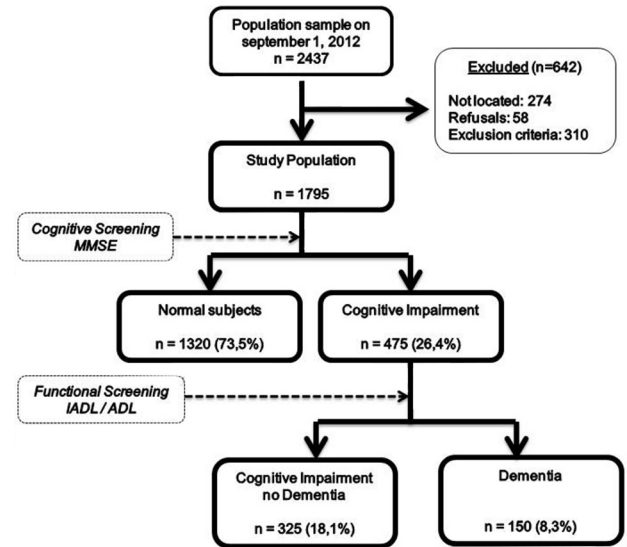 Population sample on
september 1, 2012
n = 2437
Excluded (n=642)
Not located: 274
Refusals: 58
Exclusion criteria: 310
Study Population
n = 1795
Cognitive Screening
MMSE
Normal subjects
n = 1320 (73,5%)
Cognitive Impairment
n = 475 (26,4%)
Functional Screening
IADL / ADL
Cognitive Impairment
no Dementia
n = 325 (18,1%)
Dementia
n = 150 (8,3%)